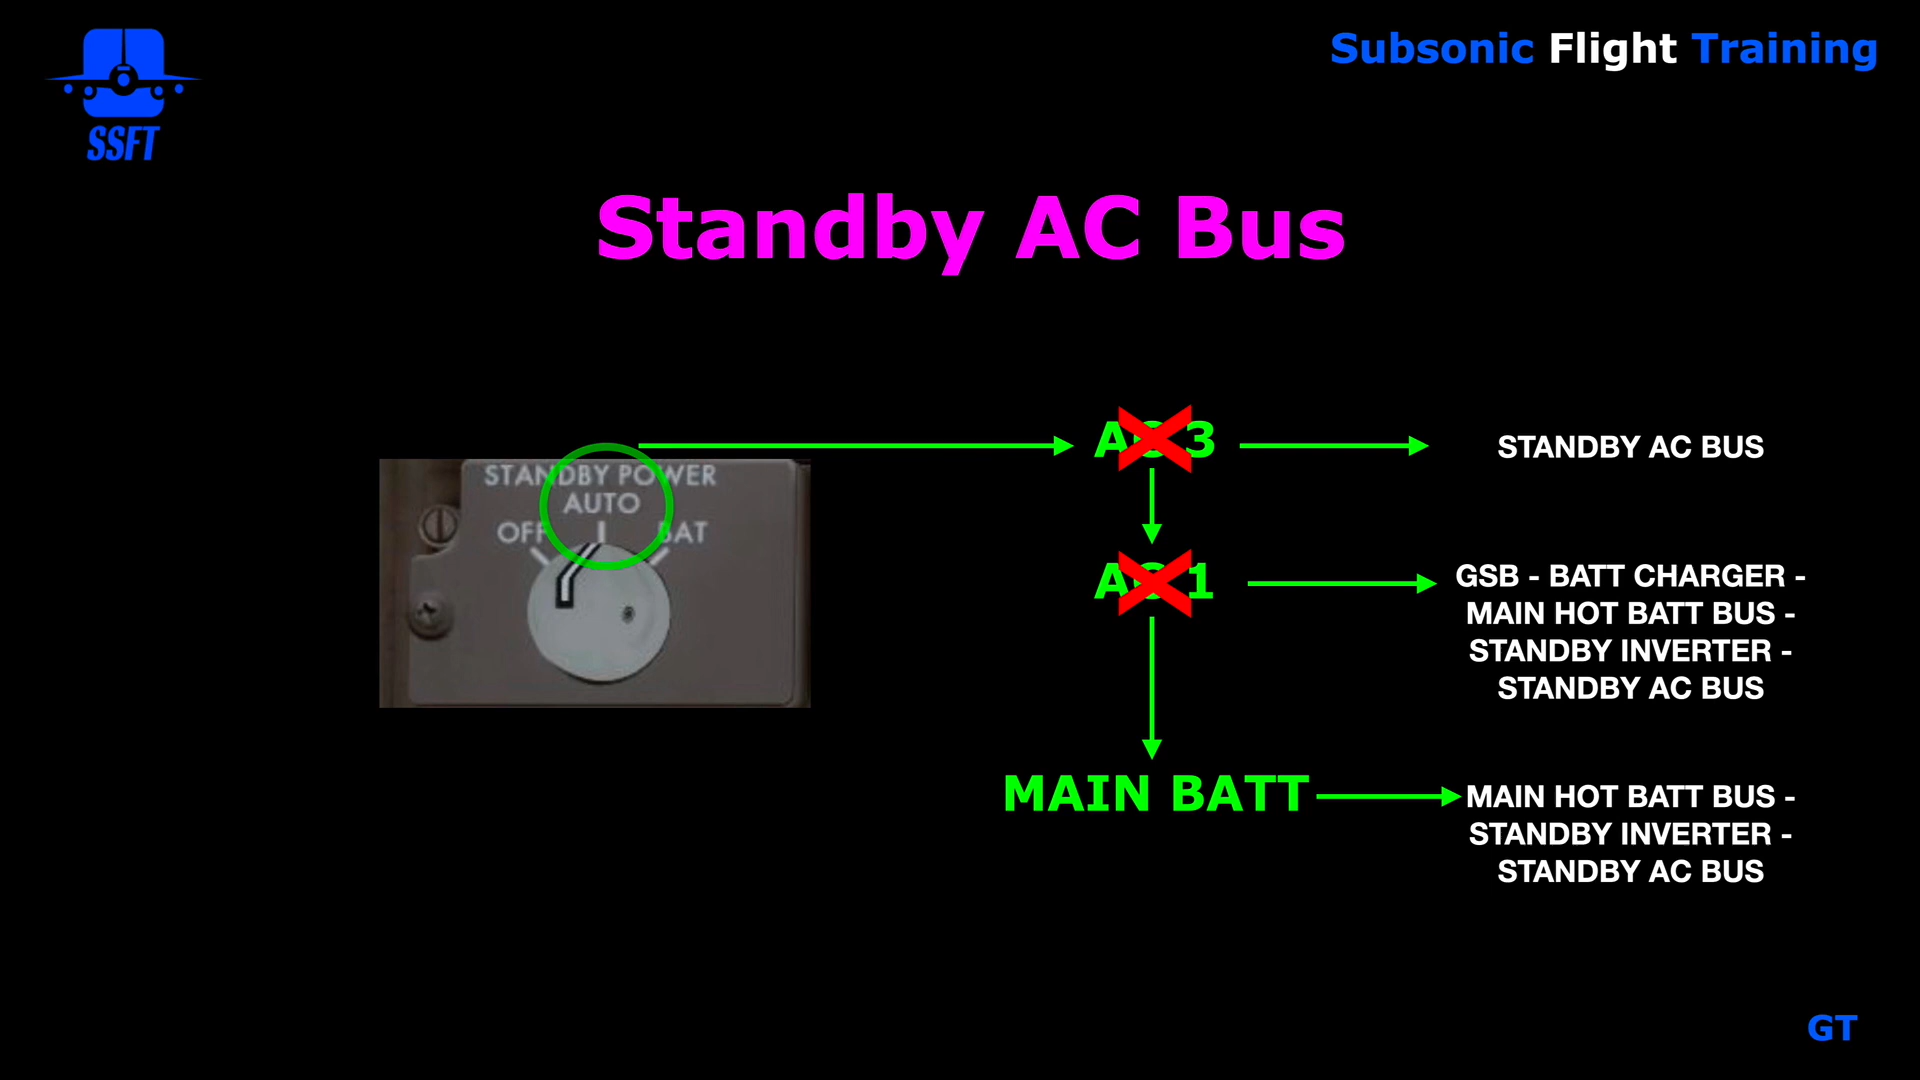 SSFT
Subsonic Flight Training
Standby AC Bus
STANDBY POWER
AUTO
OFF
BAT
AC 3
STANDBY AC BUS
AC 1
GSB - BATT CHARGER -
MAIN HOT BATT BUS -
STANDBY INVERTER -
STANDBY AC BUS
MAIN BATT
MAIN HOT BATT BUS -
STANDBY INVERTER -
STANDBY AC BUS
GT